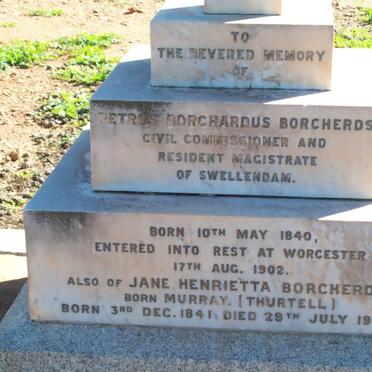 TO
THE REVERED MEMORY
OF
PETRUS BORCHARDUS BORCHERDS
CIVIL COMMISSIONER AND
RESIDENT MAGISTRATE
OF SWELLENDAM.
BORN 10TH MAY 1840,
ENTERED INTO REST AT WORCESTER
17TH AUG. 1902.
ALSO OF JANE HENRIETTA BORCHERD
BORN MURRAY. (THURTELL)
BORN 3RD DEC. 1841 DIED 29TH JULY